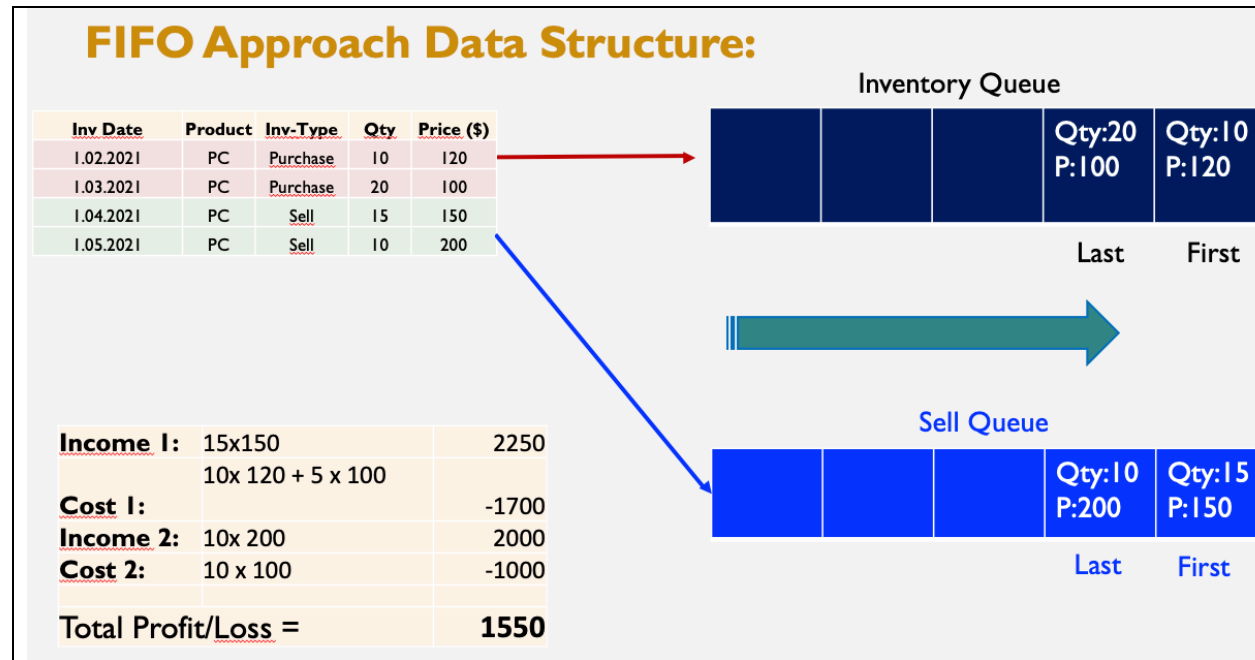 FIFO Approach Data Structure:
Inv Date Product Inv-Type Qty Price ($)
1.02.2021 PC Purchase 10 120
1.03.2021 PC Purchase 20 100
1.04.2021 PC Sell 15 150
1.05.2021 PC Sell 10 200
Inventory Queue
Qty:20 Qty:10
P:100 P:120
Last First
Sell Queue
Qty:10 Qty:15
P:200 P:150
Last First
Income 1: 15x150 2250
10x 120 + 5 x 100
Cost 1: -1700
Income 2: 10x 200 2000
Cost 2: 10 x 100 -1000
Total Profit/Loss = 1550